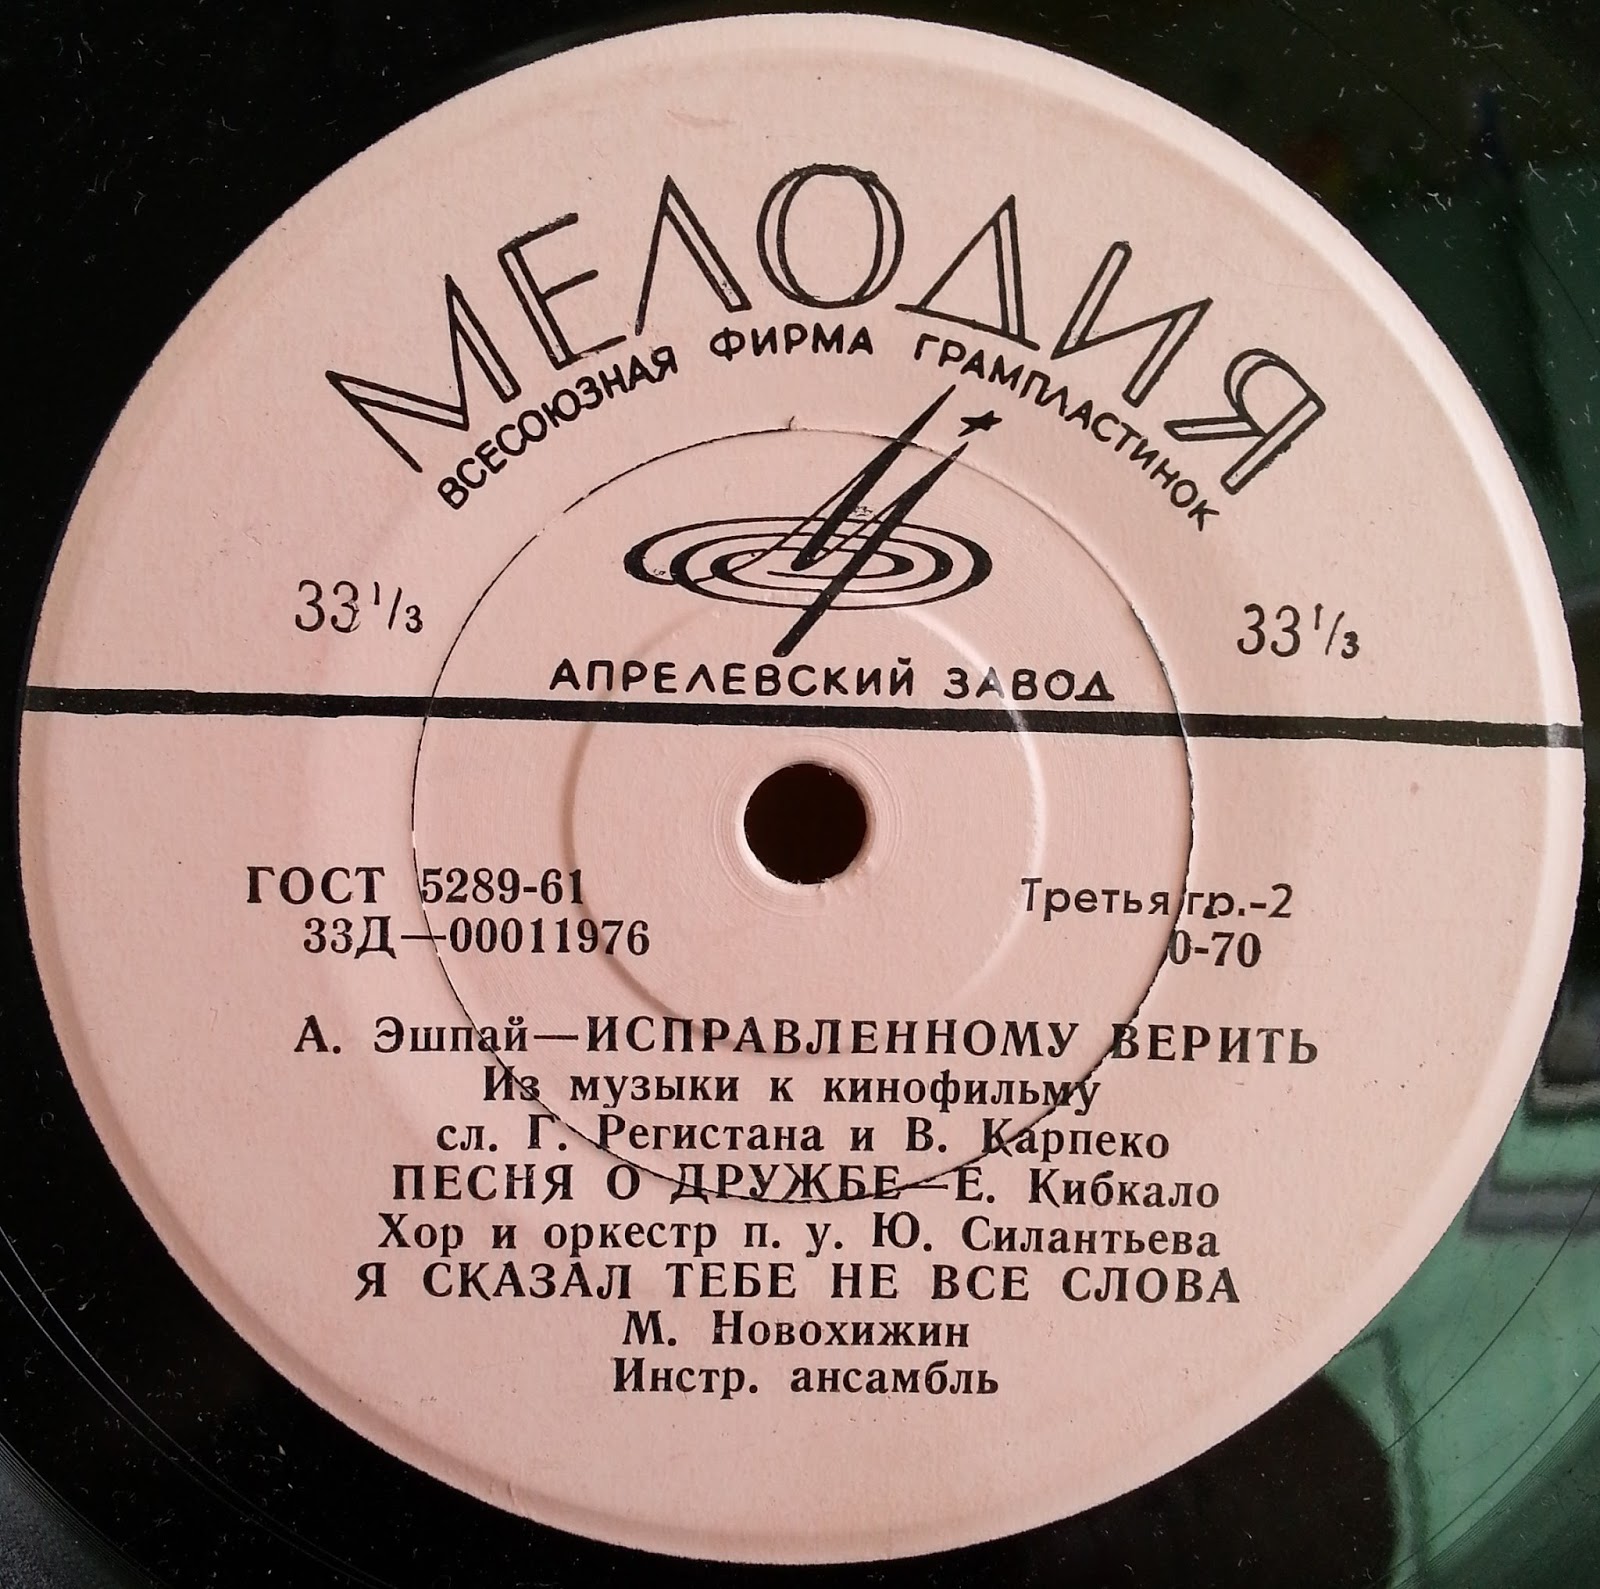 МЕЛОДИЯ
ВСЕСОЮЗНАЯ ФИРМА ГРАМПЛАСТИНОК
33 1/3 33 1/3
АПРЕЛЕВСКИЙ ЗАВОД
ГОСТ 5289-61 Третья гр.-2
33Д—00011976 0-70
А. Эшпай—ИСПРАВЛЕННОМУ ВЕРИТЬ
Из музыки к кинофильму
сл. Г. Регистана и В. Карпеко
ПЕСНЯ О ДРУЖБЕ—Е. Кибкало
Хор и оркестр п. у. Ю. Силантьева
Я СКАЗАЛ ТЕБЕ НЕ ВСЕ СЛОВА
М. Новохижин
Инстр. ансамбль